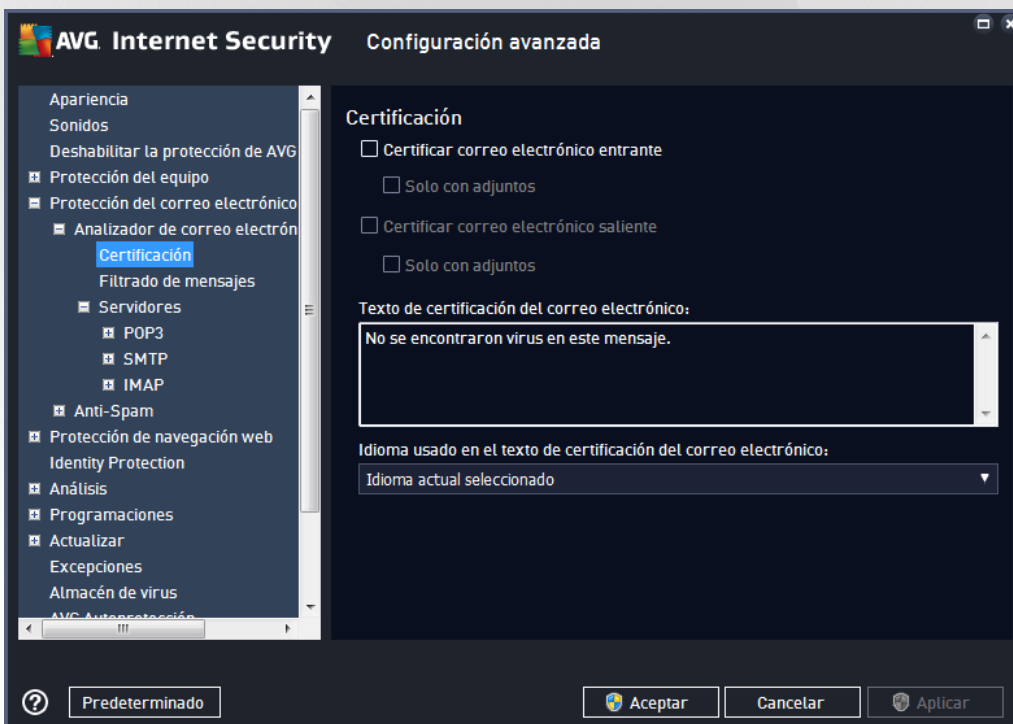 AVG. Internet Security Configuración avanzada
Apariencia
Sonidos
Deshabilitar la protección de AVG
Protección del equipo
Protección del correo electrónico
Analizador de correo electrón
Certificación
Filtrado de mensajes
Servidores
POP3
SMTP
IMAP
Anti-Spam
Protección de navegación web
Identity Protection
Análisis
Programaciones
Actualizar
Excepciones
Almacén de virus
AVG Autoprotección
Certificación
Certificar correo electrónico entrante
Solo con adjuntos
Certificar correo electrónico saliente
Solo con adjuntos
Texto de certificación del correo electrónico:
No se encontraron virus en este mensaje.
Idioma usado en el texto de certificación del correo electrónico:
Idioma actual seleccionado
Predeterminado
Aceptar
Cancelar
Aplicar